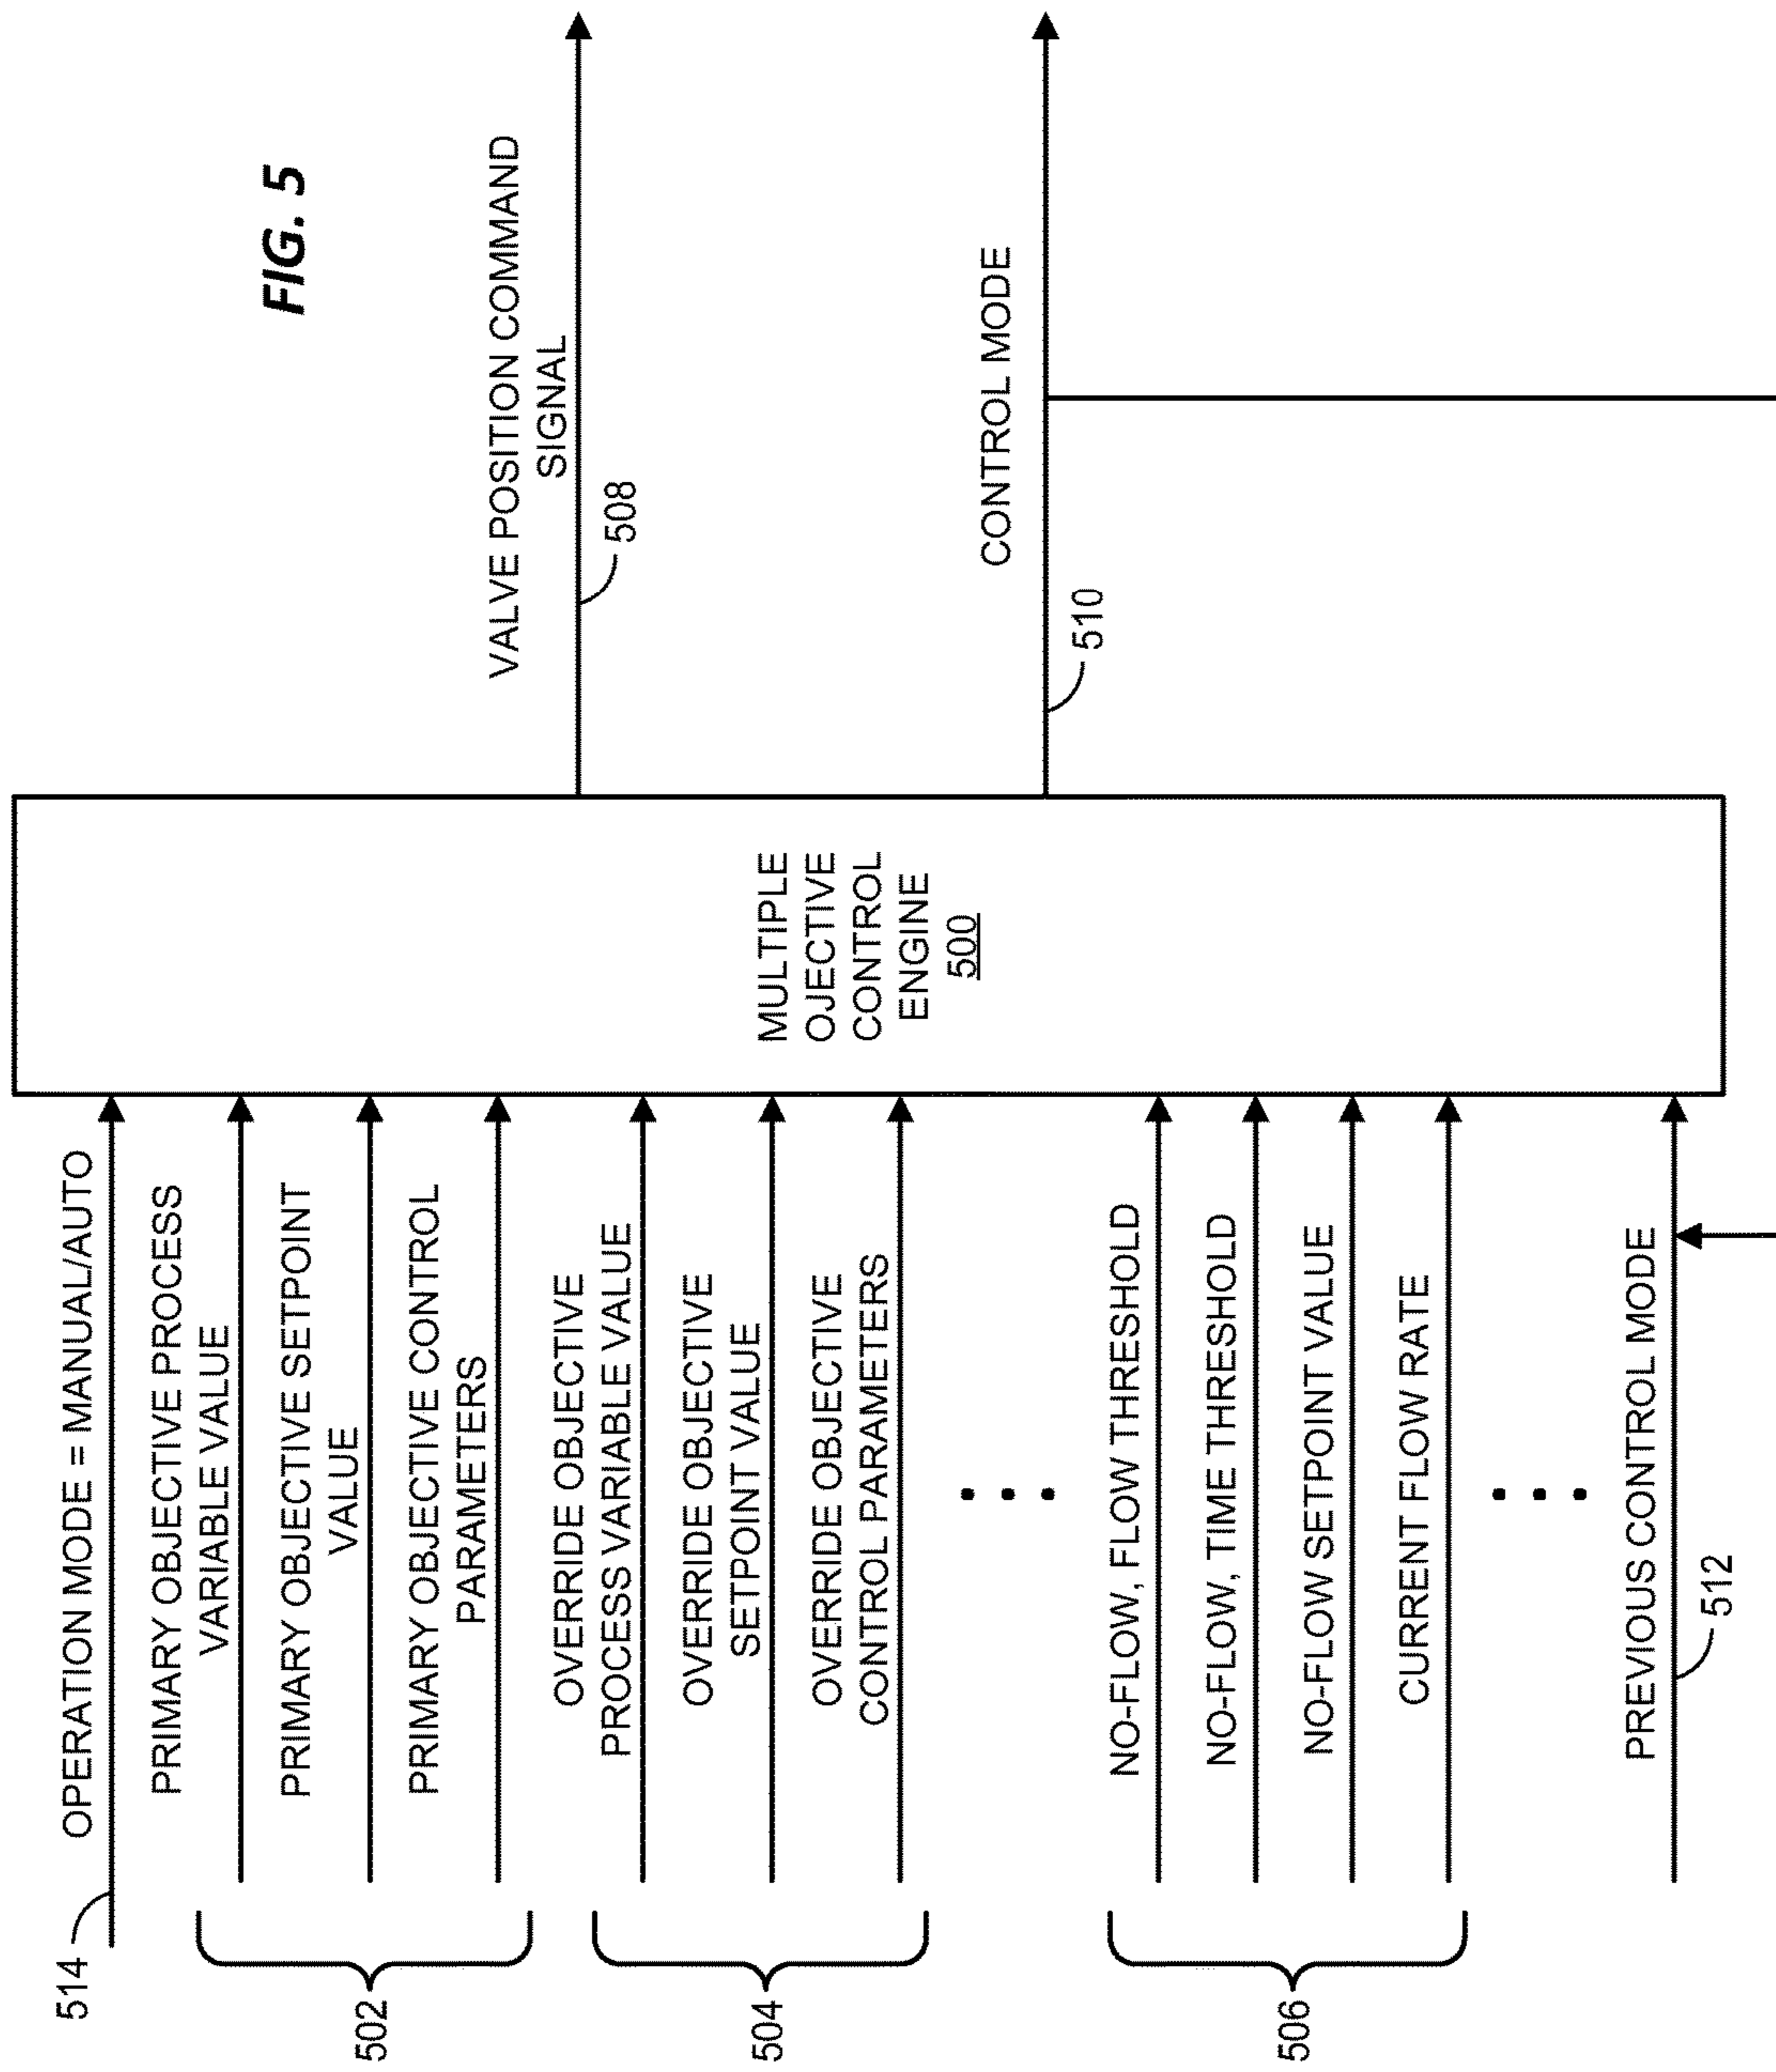 FIG. 5
514
OPERATION MODE = MANUAL/AUTO
PRIMARY OBJECTIVE PROCESS
VARIABLE VALUE
PRIMARY OBJECTIVE SETPOINT
VALUE
PRIMARY OBJECTIVE CONTROL
PARAMETERS
502
OVERRIDE OBJECTIVE
PROCESS VARIABLE VALUE
OVERRIDE OBJECTIVE
SETPOINT VALUE
OVERRIDE OBJECTIVE
CONTROL PARAMETERS
504
NO-FLOW, FLOW THRESHOLD
NO-FLOW, TIME THRESHOLD
NO-FLOW SETPOINT VALUE
CURRENT FLOW RATE
506
PREVIOUS CONTROL MODE
512
MULTIPLE
OJECTIVE
CONTROL
ENGINE
500
VALVE POSITION COMMAND
SIGNAL
508
CONTROL MODE
510